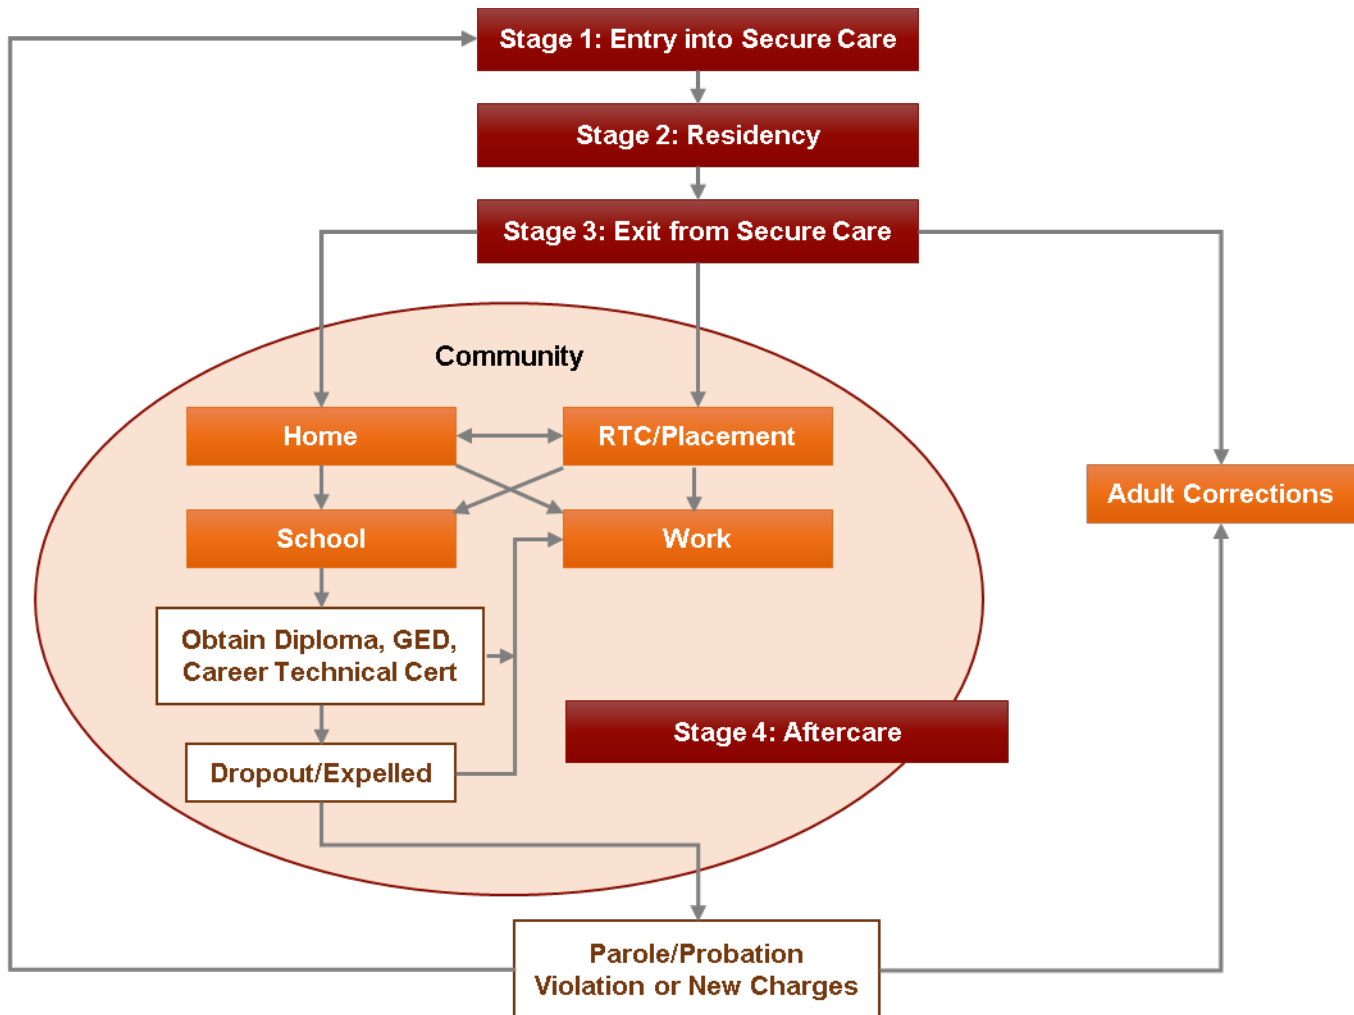 Stage 1: Entry into Secure Care
Stage 2: Residency
Stage 3: Exit from Secure Care
Community
Home
RTC/Placement
Adult Corrections
School
Work
Obtain Diploma, GED,
Career Technical Cert
Stage 4: Aftercare
Dropout/Expelled
Parole/Probation
Violation or New Charges